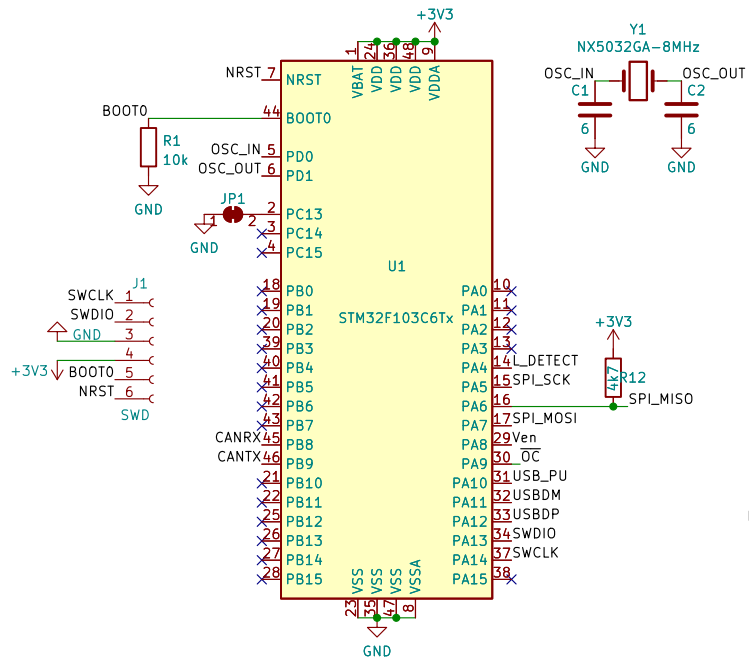 +3V3
1 24 36 48 9
VBAT VDD VDD VDD VDDA
Y1
NX5032GA-8MHz
OSC_IN OSC_OUT
C1 C2
6 6
GND GND
NRST 7 NRST
BOOT0 44 BOOT0
R1
10k
GND
OSC_IN 5 PD0
OSC_OUT 6 PD1
JP1
1 2 2 PC13
GND
3 PC14
4 PC15
U1
STM32F103C6Tx
18 PB0 PA0 10
19 PB1 PA1 11
20 PB2 PA2 12
39 PB3 PA3 13
40 PB4 PA4 14 L_DETECT
41 PB5 PA5 15 SPI_SCK
42 PB6 PA6 16 SPI_MISO
43 PB7 PA7 17 SPI_MOSI
CANRX 45 PB8 PA8 29 Ven
CANTX 46 PB9 PA9 30 OC
21 PB10 PA10 31 USB_PU
22 PB11 PA11 32 USBDM
25 PB12 PA12 33 USBDP
26 PB13 PA13 34 SWDIO
27 PB14 PA14 37 SWCLK
28 PB15 PA15 38
+3V3
4k7 R12
J1
SWCLK 1
SWDIO 2
GND 3
+3V3 4
BOOT0 5
NRST 6
SWD
VSS VSS VSS VSSA
23 35 47 8
GND